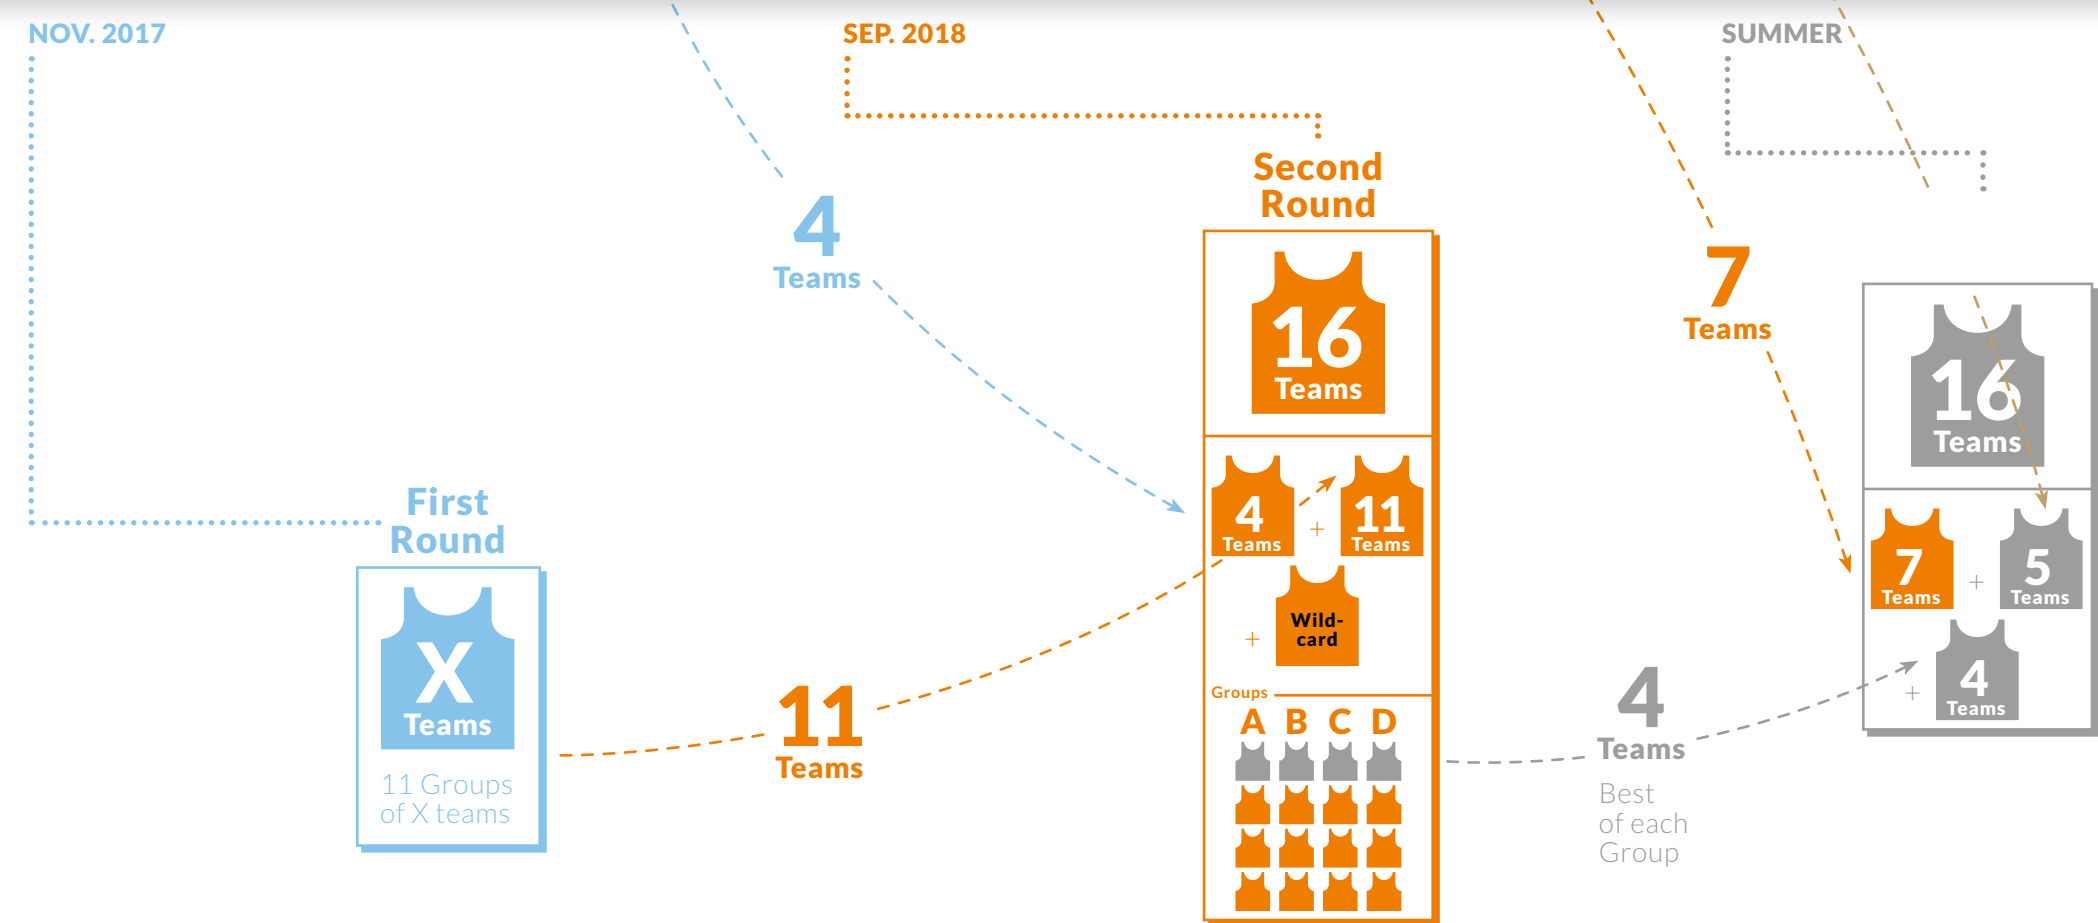 NOV. 2017
SEP. 2018
SUMMER
4
Teams
First
Round
X
Teams
11 Groups
of X teams
11
Teams
Second
Round
16
Teams
4
Teams
+
11
Teams
+
Wild-
card
Groups
A B C D
7
Teams
4
Teams
Best
of each
Group
16
Teams
7
Teams
+
5
Teams
+
4
Teams